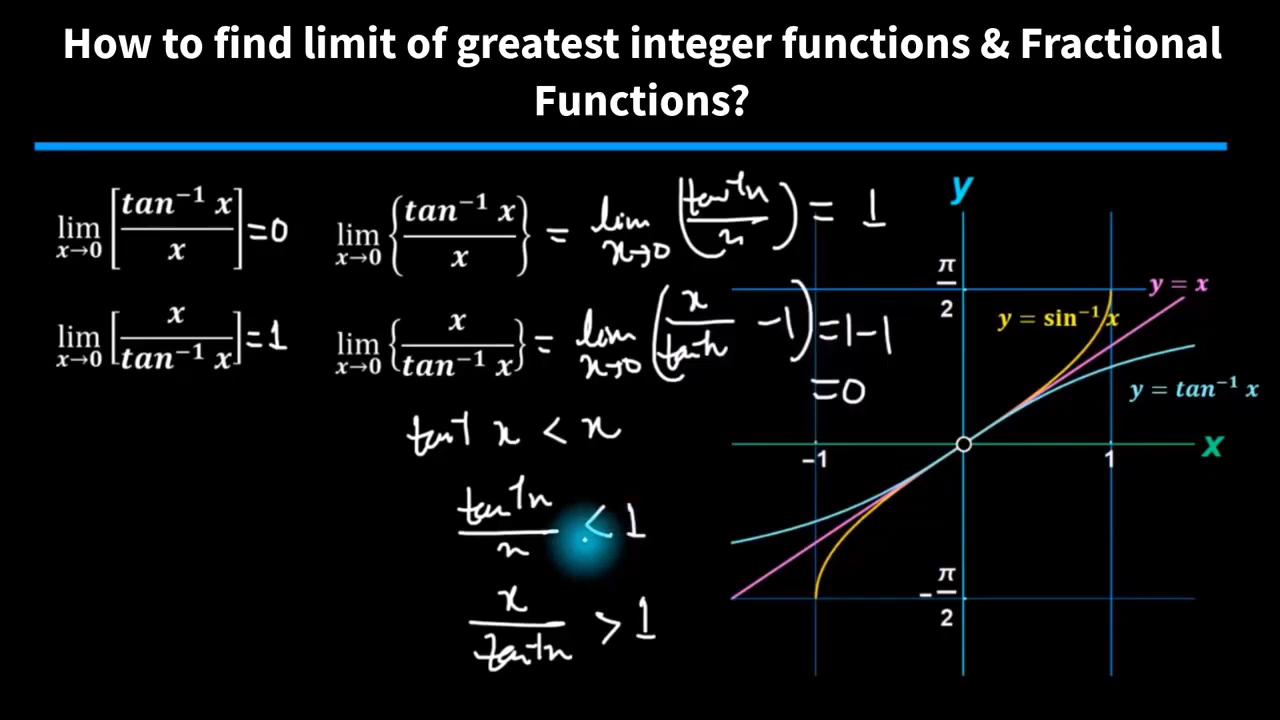 How to find limit of greatest integer functions & Fractional
Functions?
lim x→0 [tan⁻¹ x / x] = 0
lim x→0 {tan⁻¹ x / x} = lim x→0 (tan⁻¹x / x) = 1
lim x→0 [x / tan⁻¹ x] = 1
lim x→0 {x / tan⁻¹ x} = lim x→0 (x / tan⁻¹x − 1) = 1−1
= 0
tan⁻¹ x < x
tan⁻¹x / x < 1
x / tan⁻¹x > 1
y
π/2
y = x
y = sin⁻¹ x
y = tan⁻¹ x
−1
1
x
−π/2